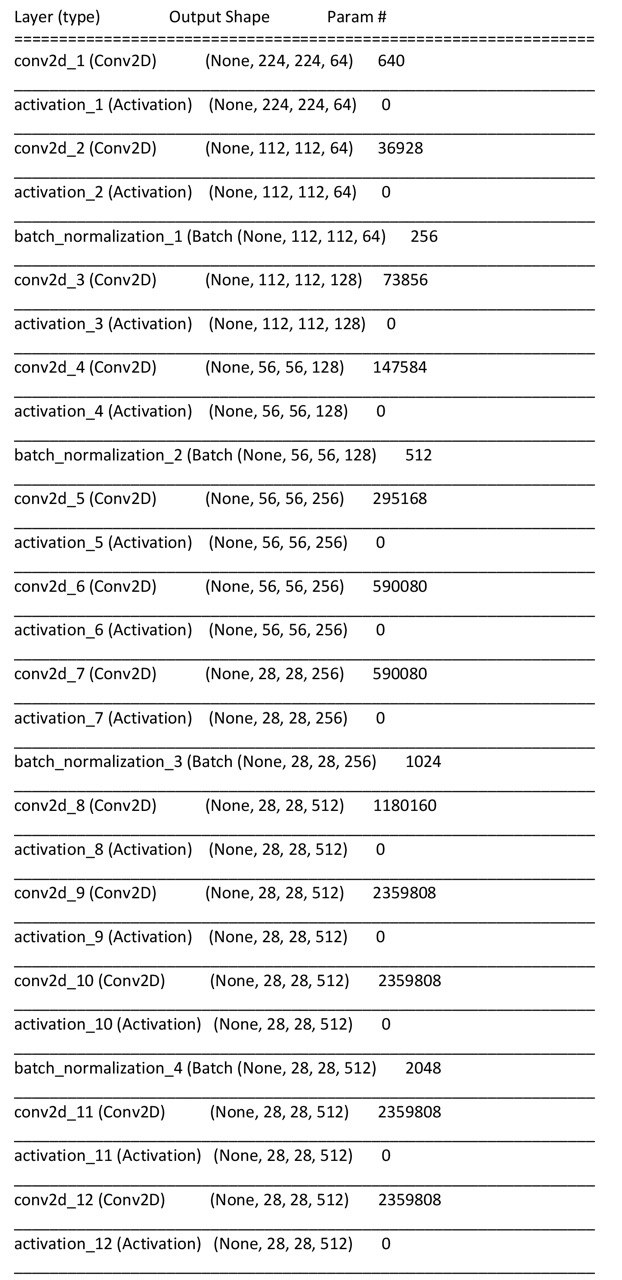 Layer (type) Output Shape Param #
=================================================================
conv2d_1 (Conv2D) (None, 224, 224, 64) 640
activation_1 (Activation) (None, 224, 224, 64) 0
conv2d_2 (Conv2D) (None, 112, 112, 64) 36928
activation_2 (Activation) (None, 112, 112, 64) 0
batch_normalization_1 (Batch (None, 112, 112, 64) 256
conv2d_3 (Conv2D) (None, 112, 112, 128) 73856
activation_3 (Activation) (None, 112, 112, 128) 0
conv2d_4 (Conv2D) (None, 56, 56, 128) 147584
activation_4 (Activation) (None, 56, 56, 128) 0
batch_normalization_2 (Batch (None, 56, 56, 128) 512
conv2d_5 (Conv2D) (None, 56, 56, 256) 295168
activation_5 (Activation) (None, 56, 56, 256) 0
conv2d_6 (Conv2D) (None, 56, 56, 256) 590080
activation_6 (Activation) (None, 56, 56, 256) 0
conv2d_7 (Conv2D) (None, 28, 28, 256) 590080
activation_7 (Activation) (None, 28, 28, 256) 0
batch_normalization_3 (Batch (None, 28, 28, 256) 1024
conv2d_8 (Conv2D) (None, 28, 28, 512) 1180160
activation_8 (Activation) (None, 28, 28, 512) 0
conv2d_9 (Conv2D) (None, 28, 28, 512) 2359808
activation_9 (Activation) (None, 28, 28, 512) 0
conv2d_10 (Conv2D) (None, 28, 28, 512) 2359808
activation_10 (Activation) (None, 28, 28, 512) 0
batch_normalization_4 (Batch (None, 28, 28, 512) 2048
conv2d_11 (Conv2D) (None, 28, 28, 512) 2359808
activation_11 (Activation) (None, 28, 28, 512) 0
conv2d_12 (Conv2D) (None, 28, 28, 512) 2359808
activation_12 (Activation) (None, 28, 28, 512) 0